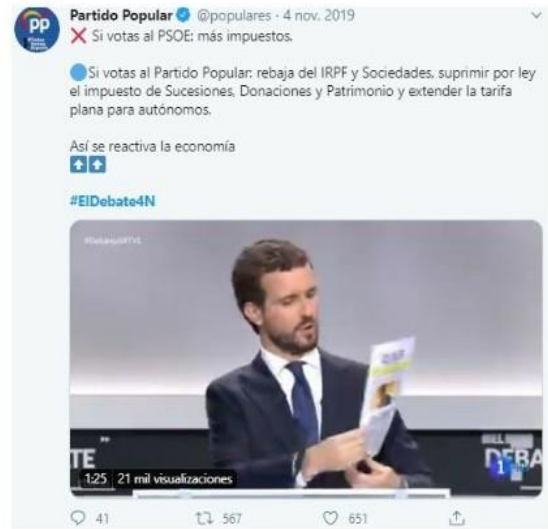 PP
Partido Popular @populares · 4 nov. 2019
Si votas al PSOE: más impuestos.
Si votas al Partido Popular: rebaja del IRPF y Sociedades, suprimir por ley
el impuesto de Sucesiones, Donaciones y Patrimonio y extender la tarifa
plana para autónomos.
Así se reactiva la economía
#ElDebate4N
TE
DEBA
1
1:25 21 mil visualizaciones
41 567 651